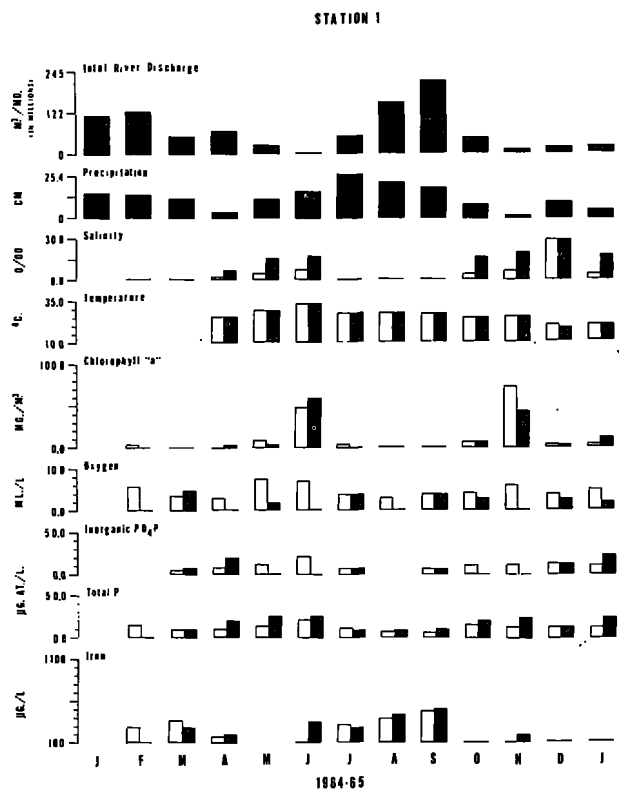 STATION 1
Total River Discharge
M³/MO.
(IN MILLIONS)
245
122
0
Precipitation
CM
25.4
0
Salinity
0/00
30.0
0.0
Temperature
°C.
35.0
10.0
Chlorophyll "a"
MG./M³
100.0
0.0
Oxygen
ML./L
10.0
0.0
Inorganic PO₄P
50.0
0.0
µG. AT./L.
Total P
50.0
0.0
Iron
µG./L
1100
100
J F M A M J J A S O N D J
1964-65